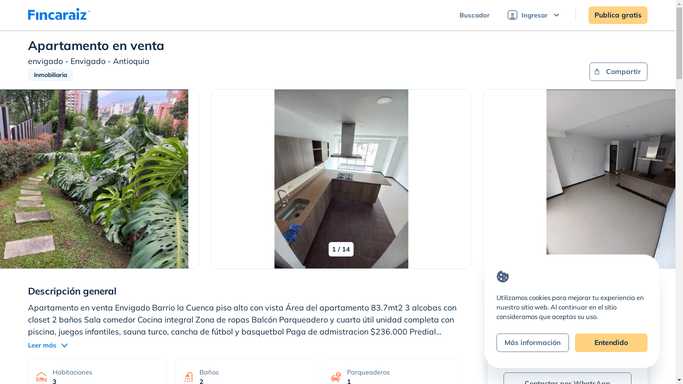 Fincaraiz
Buscador
Ingresar
Publica gratis
Apartamento en venta
envigado - Envigado - Antioquia
Inmobiliaria
Compartir
1 / 14
Descripción general
Apartamento en venta Envigado Barrio la Cuenca piso alto con vista Área del apartamento 83.7mt2 3 alcobas con
closet 2 baños Sala comedor Cocina integral Zona de ropas Balcón Parqueadero y cuarto útil unidad completa con
piscina, juegos infantiles, sauna turco, cancha de fútbol y basquetbol Paga de admistracion $236.000 Predial...
Leer más
Habitaciones
3
Baños
2
Parqueaderos
1
Utilizamos cookies para mejorar tu experiencia en
nuestro sitio web. Al continuar en el sitio
consideramos que aceptas su uso.
Más información
Entendido
Contactar por WhatsApp